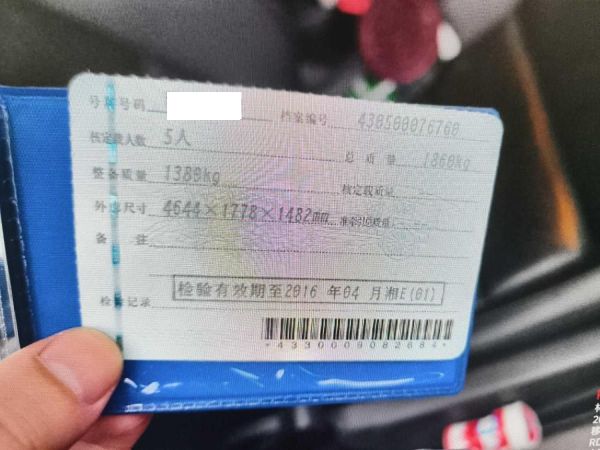 号牌号码 档案编号 430500076760
核定载人数 5人 总质量 1860kg
整备质量 1380kg 核定载质量
外廓尺寸 4644×1778×1482mm 准牵引总质量
备注
检验记录 检验有效期至2016 年04 月湘E(01)
*4330009082684*